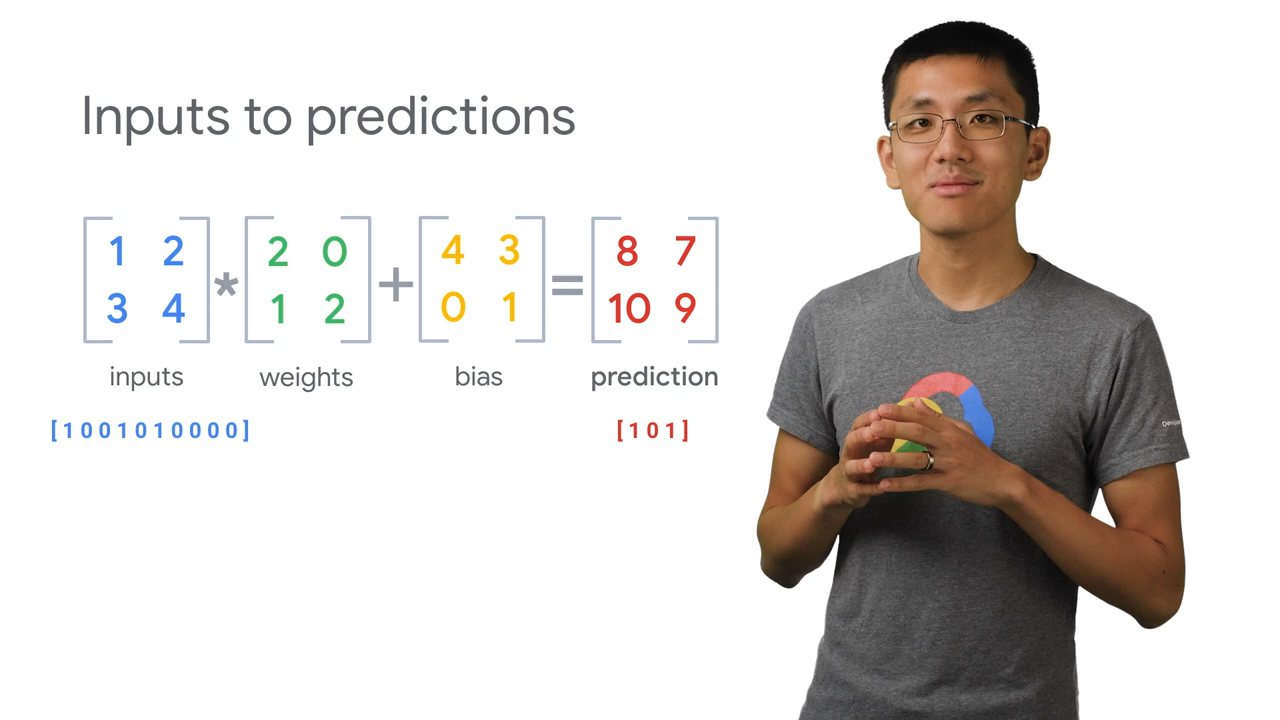 Inputs to predictions
1 2 2 0 4 3 8 7
* + =
3 4 1 2 0 1 10 9
inputs weights bias prediction
[1001010000] [101]